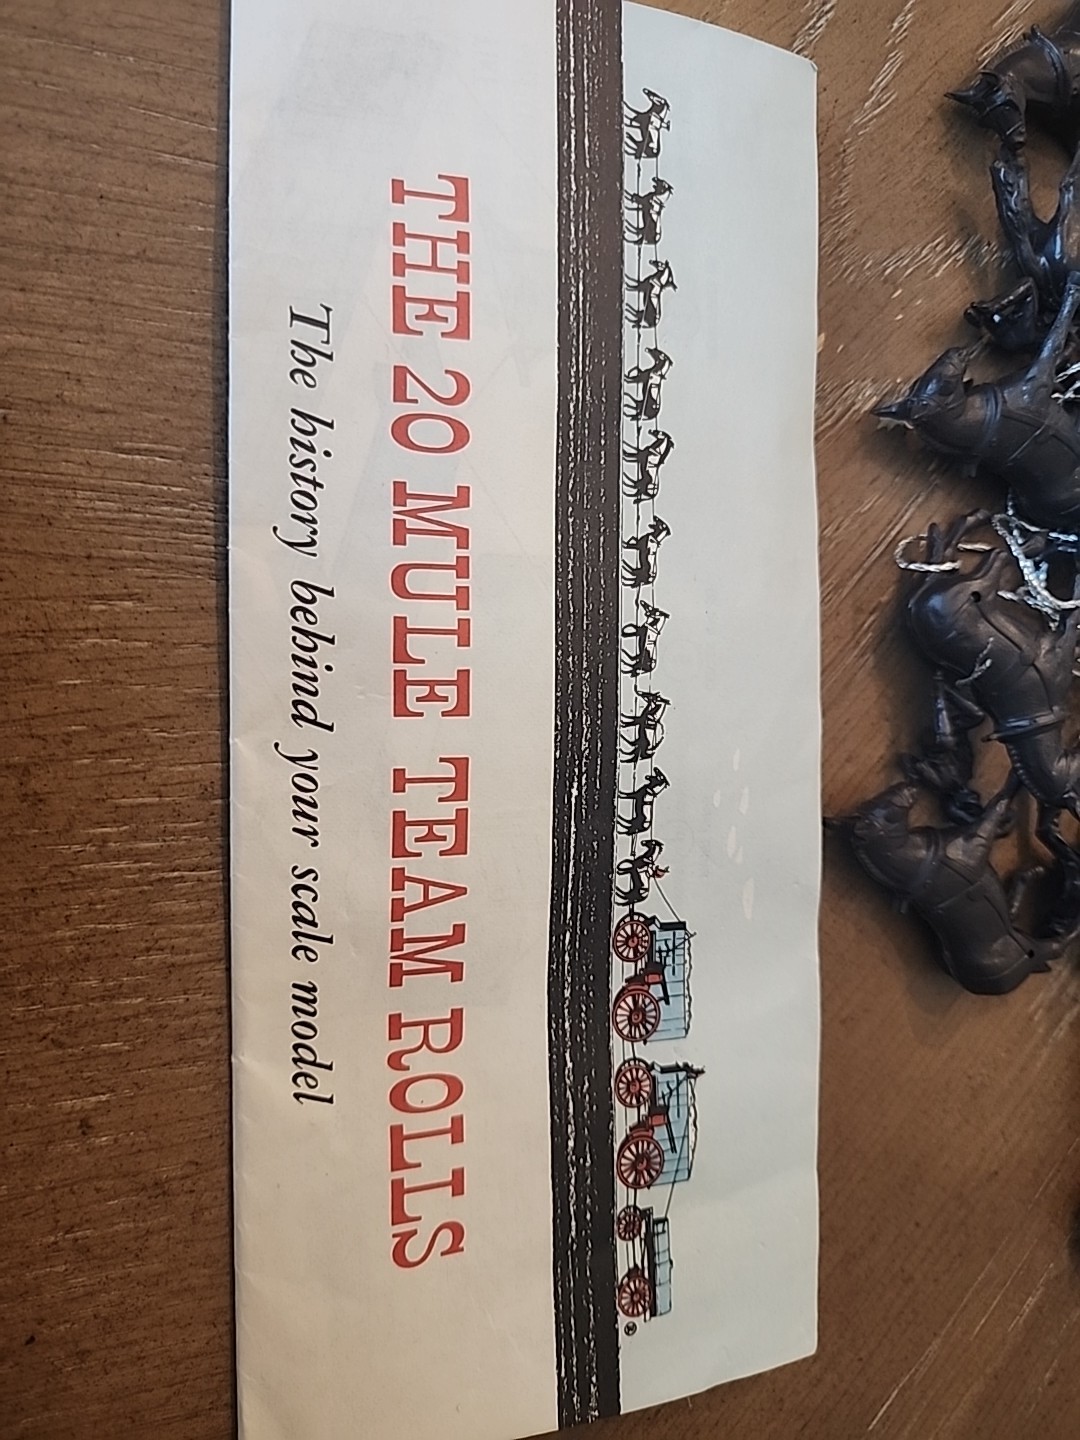 ®
THE 20 MULE TEAM ROLLS
The history behind your scale model